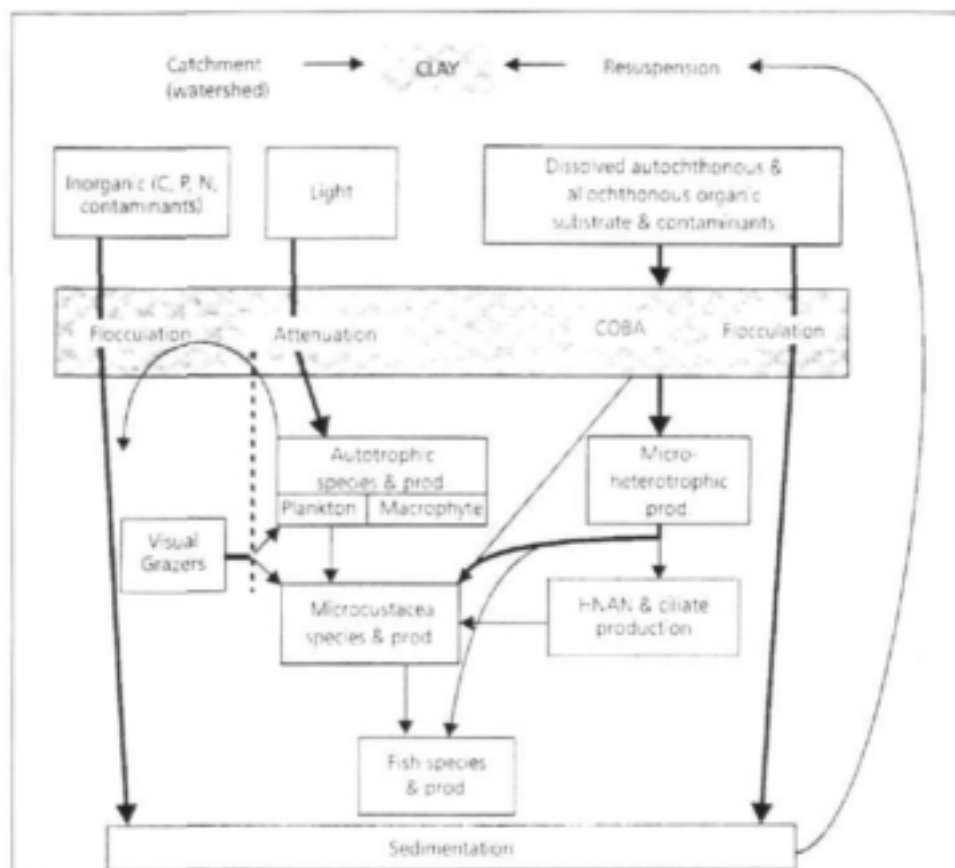 Catchment
(watershed)
CLAY
Resuspension
Inorganic (C, P, N,
contaminants)
Light
Dissolved autochthonous &
allochthonous organic
substrate & contaminants
Flocculation
Attenuation
COBA
Flocculation
Autotrophic
species & prod
Plankton
Macrophyte
Micro-
heterotrophic
prod.
Visual
Grazers
Microcustacea
species & prod
HNAN & ciliate
production
Fish species
& prod
Sedimentation